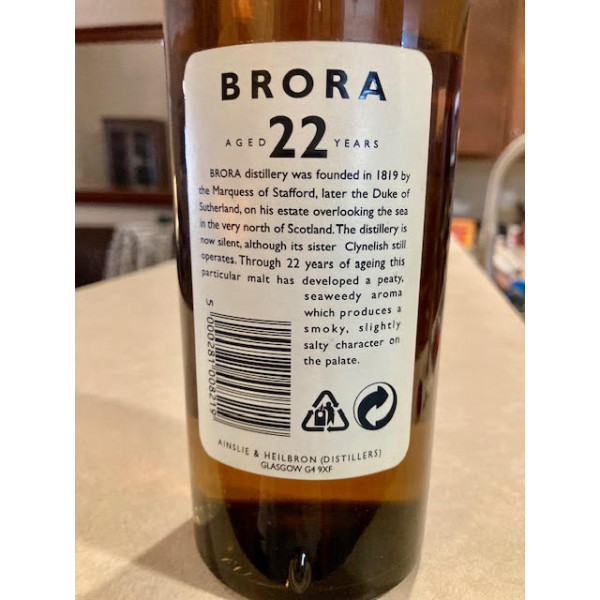 BRORA
AGED 22 YEARS
BRORA distillery was founded in 1819 by
the Marquess of Stafford, later the Duke of
Sutherland, on his estate overlooking the sea
in the very north of Scotland. The distillery is
now silent, although its sister Clynelish still
operates. Through 22 years of ageing this
particular malt has developed a peaty,
seaweedy aroma
which produces a
smoky, slightly
salty character on
the palate.
5 000281 008219
AINSLIE & HEILBRON (DISTILLERS)
GLASGOW G4 9XF